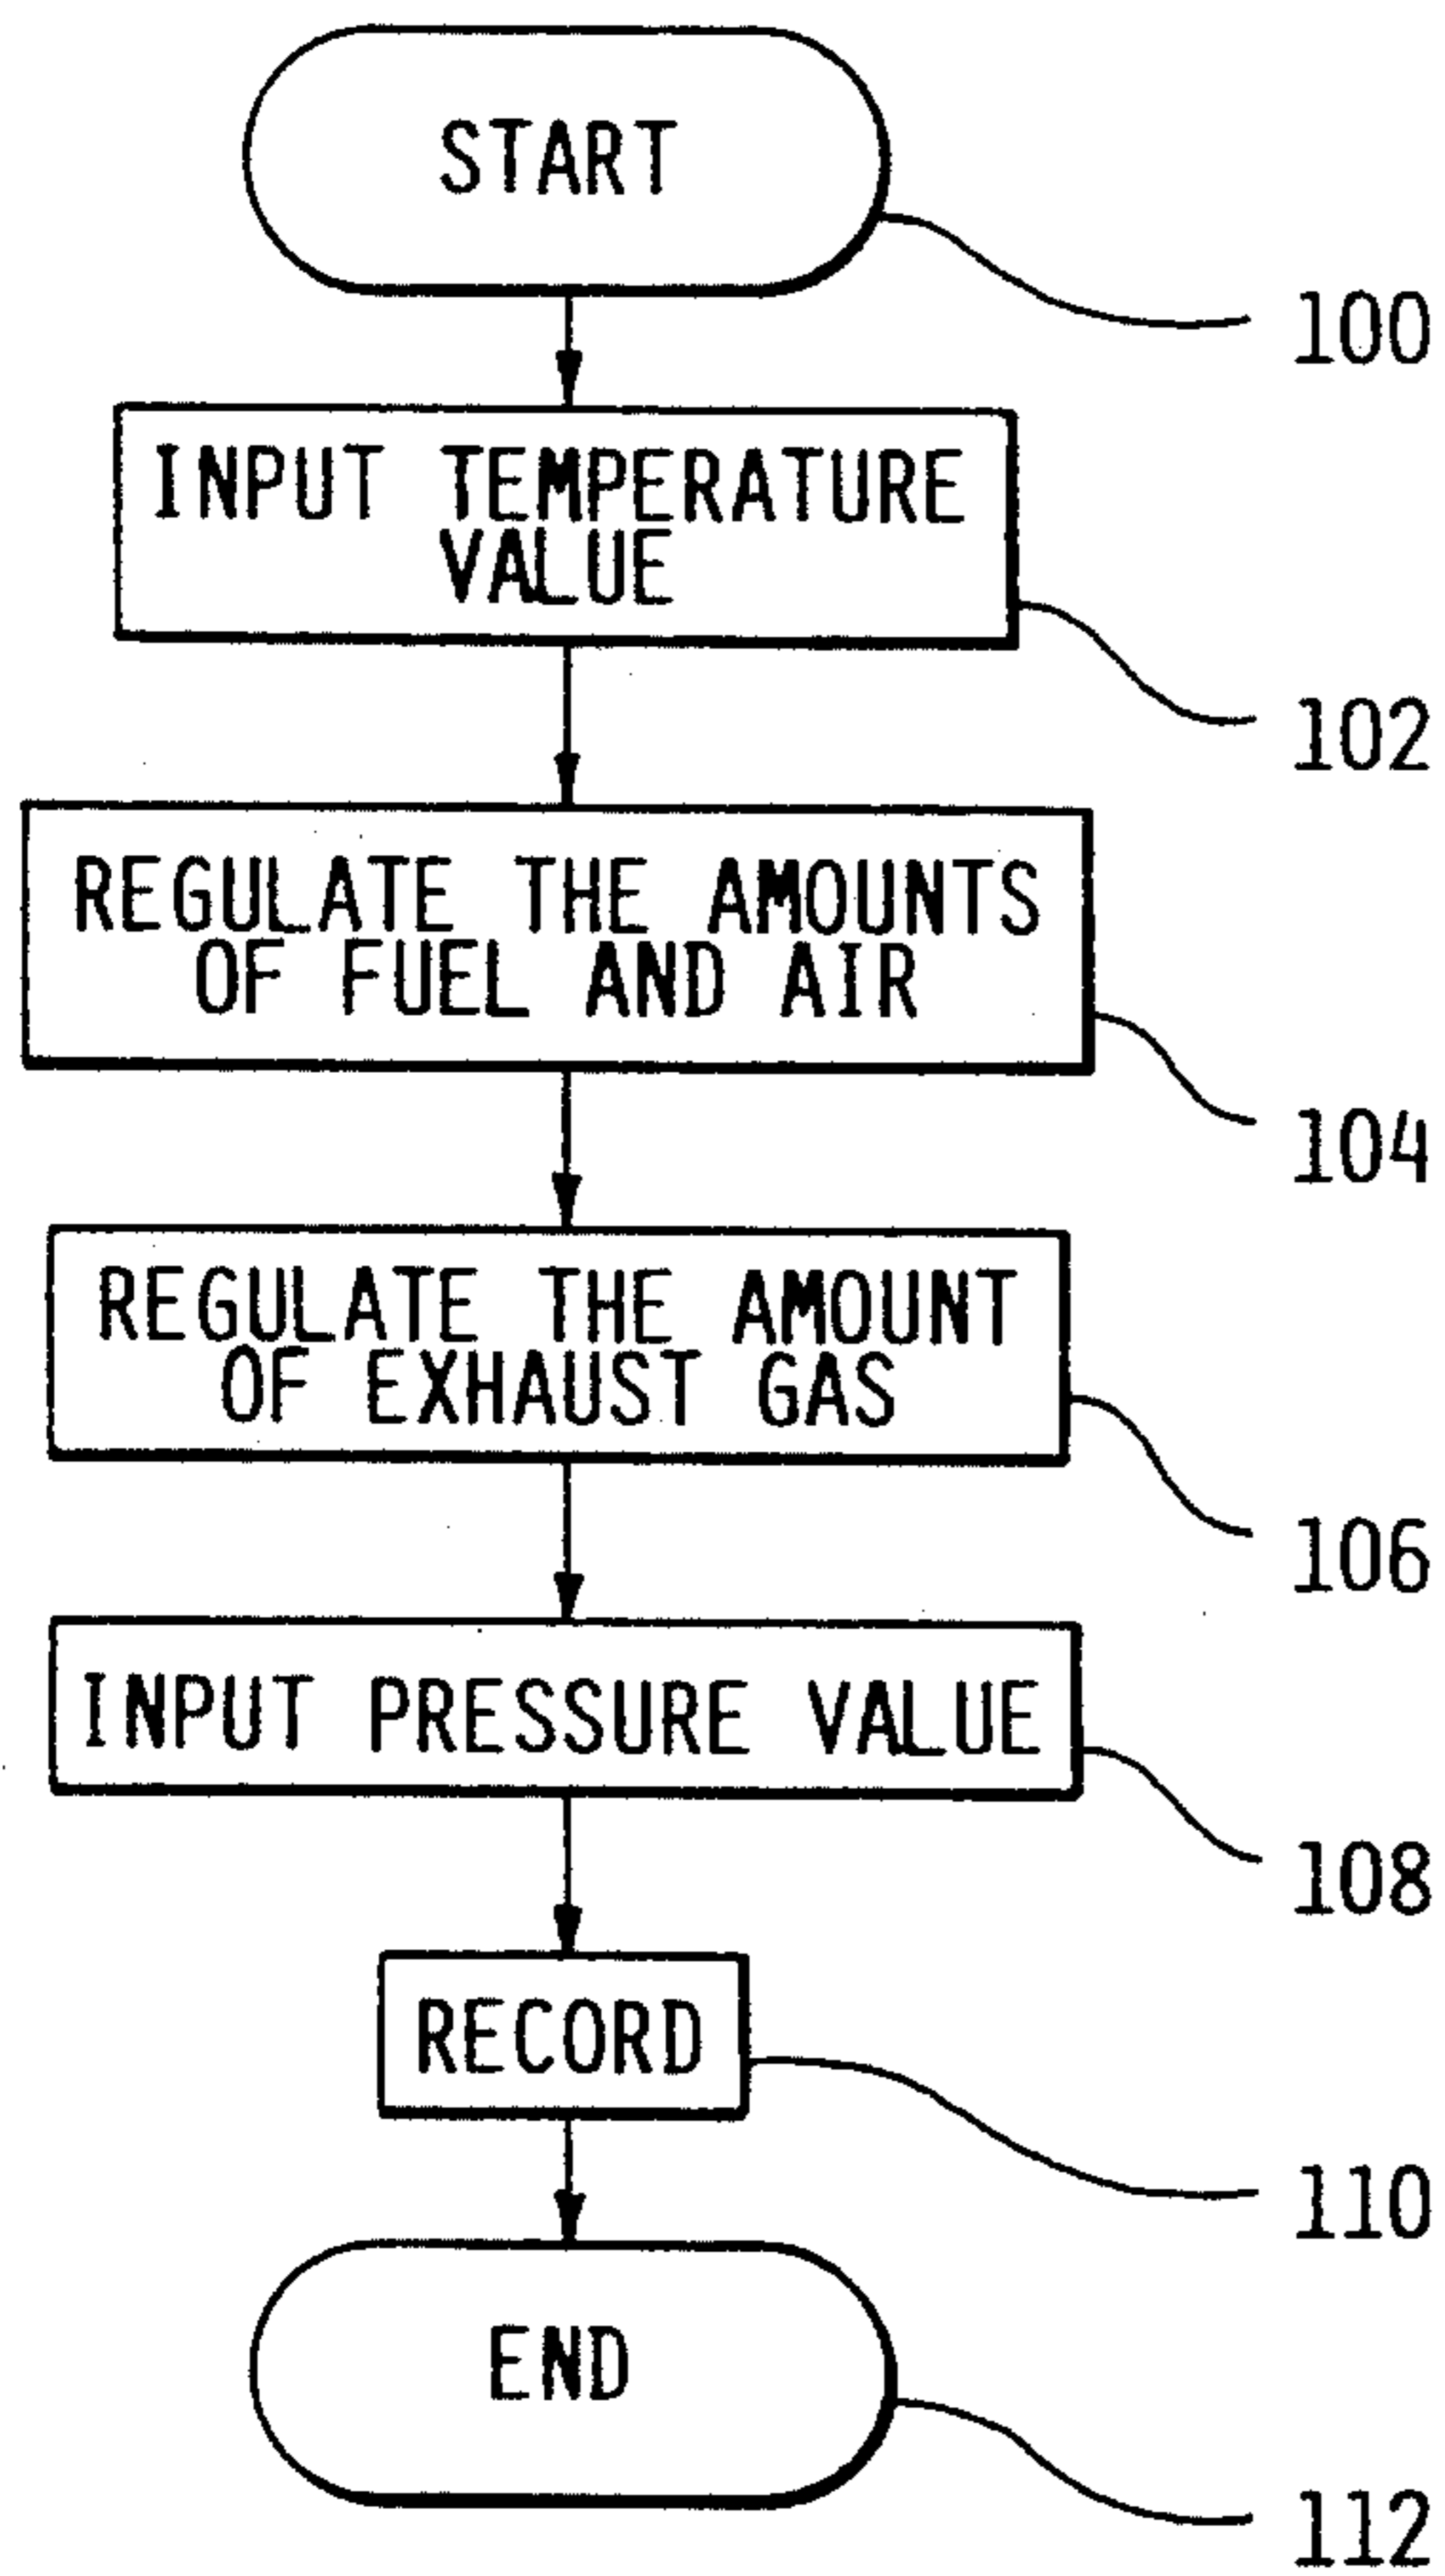 START
100
INPUT TEMPERATURE
VALUE
102
REGULATE THE AMOUNTS
OF FUEL AND AIR
104
REGULATE THE AMOUNT
OF EXHAUST GAS
106
INPUT PRESSURE VALUE
108
RECORD
110
END
112